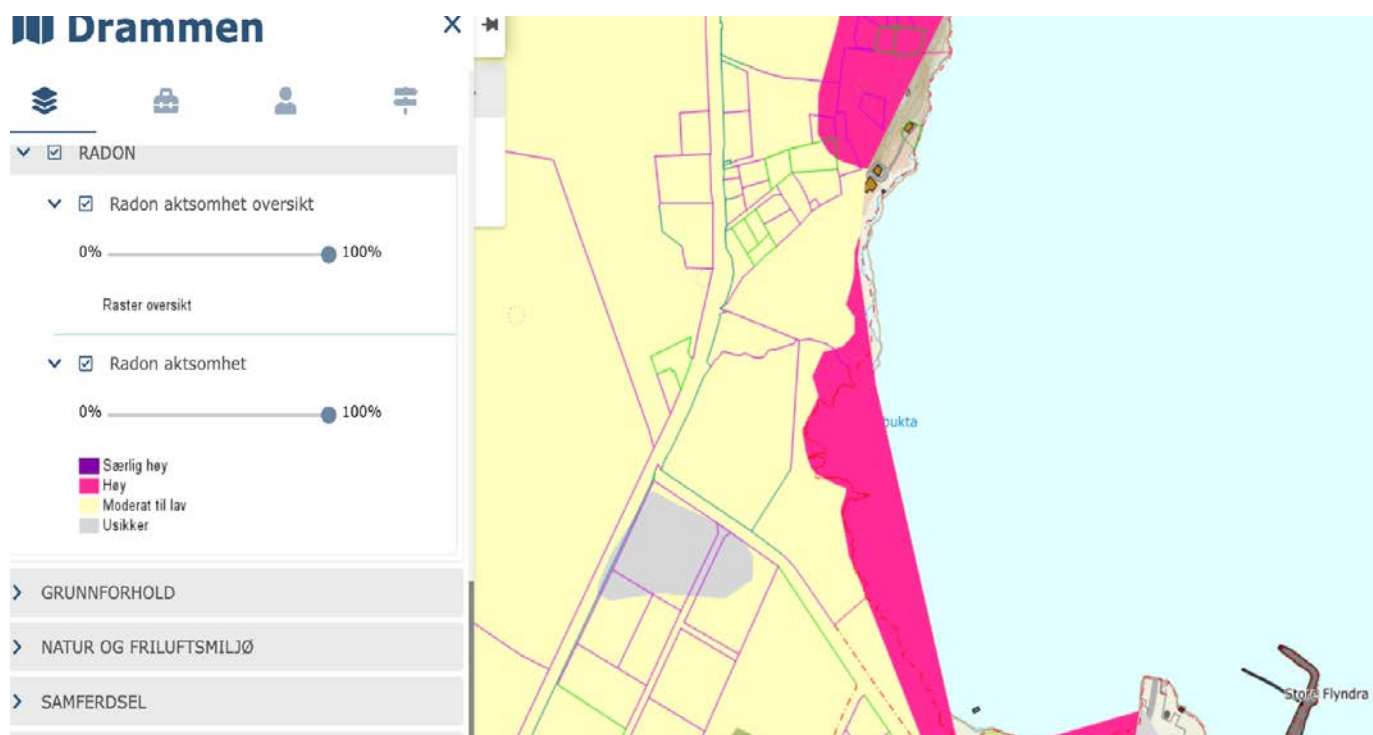 Drammen
RADON
Radon aktsomhet oversikt
0% 100%
Raster oversikt
Radon aktsomhet
0% 100%
Særlig høy
Høy
Moderat til lav
Usikker
GRUNNFORHOLD
NATUR OG FRILUFTSMILJØ
SAMFERDSEL
bukta
Store Flyndra